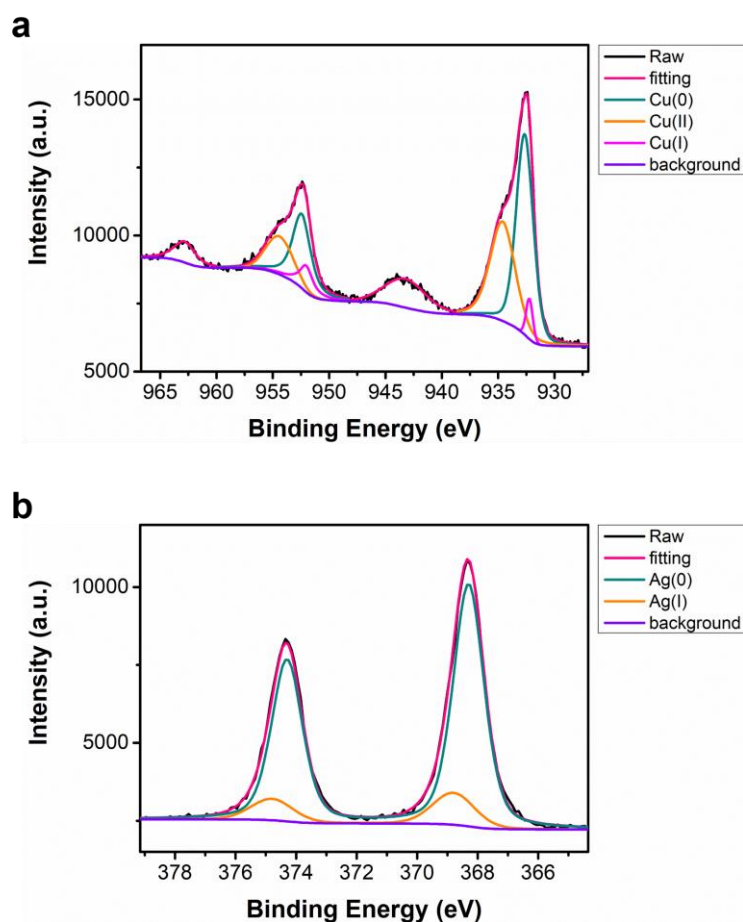 a
Raw
fitting
Cu(0)
Cu(II)
Cu(I)
background
15000
10000
5000
Intensity (a.u.)
965 960 955 950 945 940 935 930
Binding Energy (eV)
b
Raw
fitting
Ag(0)
Ag(I)
background
10000
5000
Intensity (a.u.)
378 376 374 372 370 368 366
Binding Energy (eV)